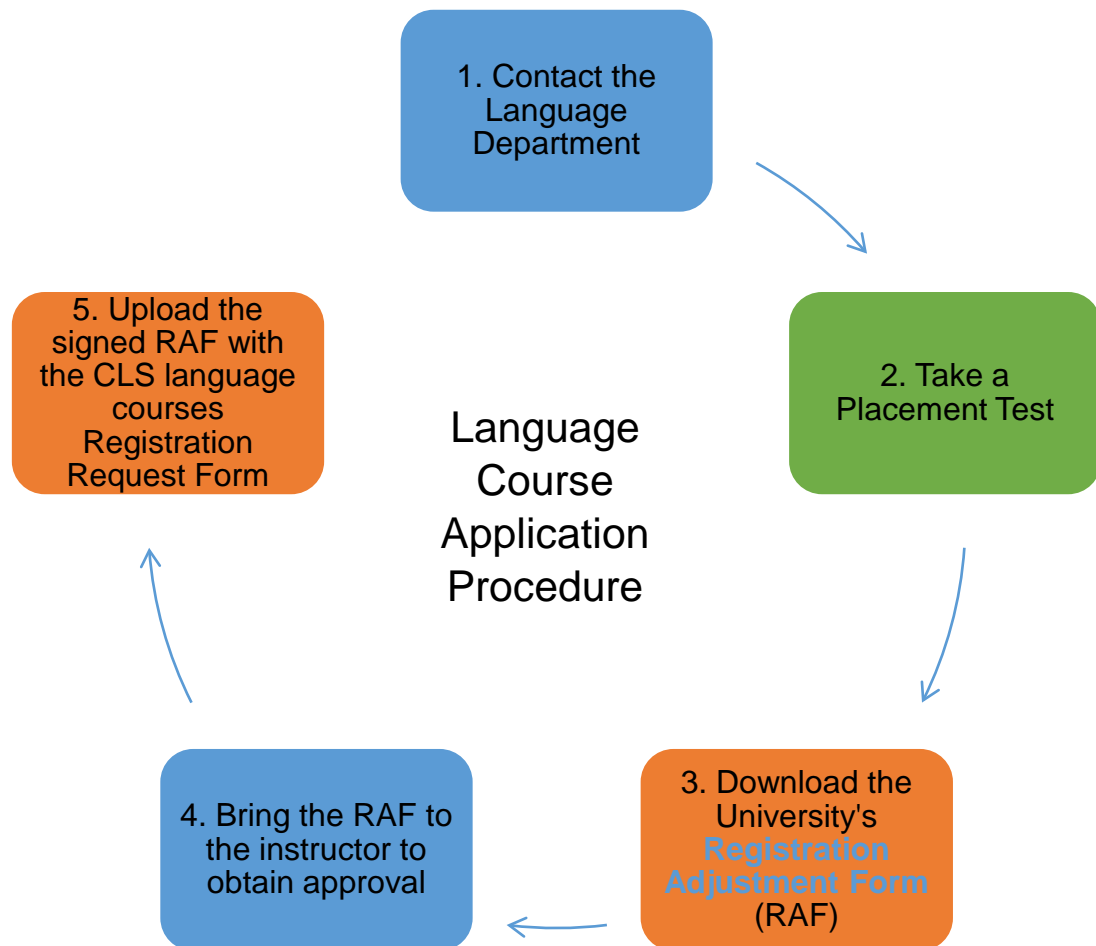 1. Contact the
Language
Department
2. Take a
Placement Test
3. Download the
University's
Registration
Adjustment Form
(RAF)
4. Bring the RAF to
the instructor to
obtain approval
5. Upload the
signed RAF with
the CLS language
courses
Registration
Request Form
Language
Course
Application
Procedure